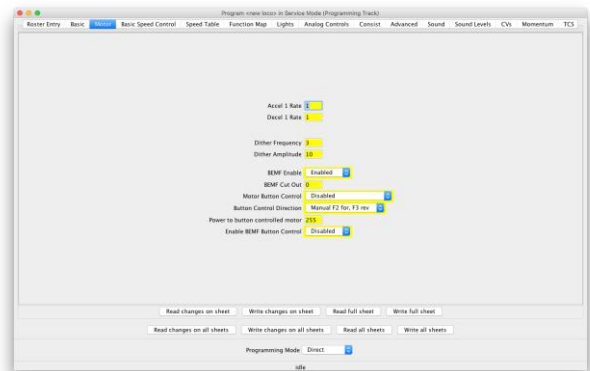 Program <new loco> in Service Mode (Programming Track)
Roster Entry Basic Motor Basic Speed Control Speed Table Function Map Lights Analog Controls Consist Advanced Sound Sound Levels CVs Momentum TCS
Accel 1 Rate 1
Decel 1 Rate 1
Dither Frequency 3
Dither Amplitude 10
BEMF Enable Enabled
BEMF Cut Out 0
Motor Button Control Disabled
Button Control Direction Manual F2 for, F3 rev
Power to button controlled motor 255
Enable BEMF Button Control Disabled
Read changes on sheet Write changes on sheet Read full sheet Write full sheet
Read changes on all sheets Write changes on all sheets Read all sheets Write all sheets
Programming Mode Direct
idle